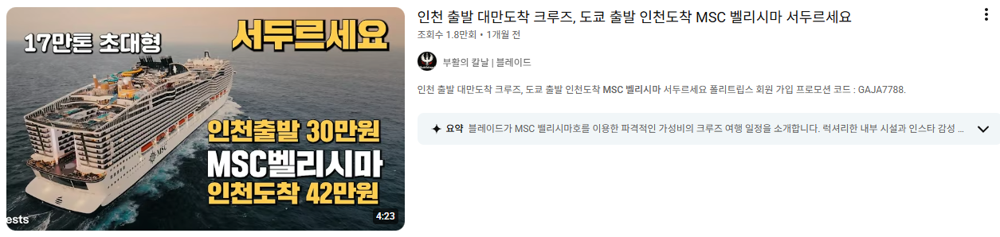 17만톤 초대형
서두르세요
인천출발 30만원
MSC벨리시마
인천도착 42만원
MSC
ests
4:23
인천 출발 대만도착 크루즈, 도쿄 출발 인천도착 MSC 벨리시마 서두르세요
조회수 1.8만회 • 1개월 전
부활의 칼날 | 블레이드
인천 출발 대만도착 크루즈, 도쿄 출발 인천도착 MSC 벨리시마 서두르세요 폴리트립스 회원 가입 프로모션 코드 : GAJA7788.
요약 블레이드가 MSC 밸리시마호를 이용한 파격적인 가성비의 크루즈 여행 일정을 소개합니다. 럭셔리한 내부 시설과 인스타 감성 ...